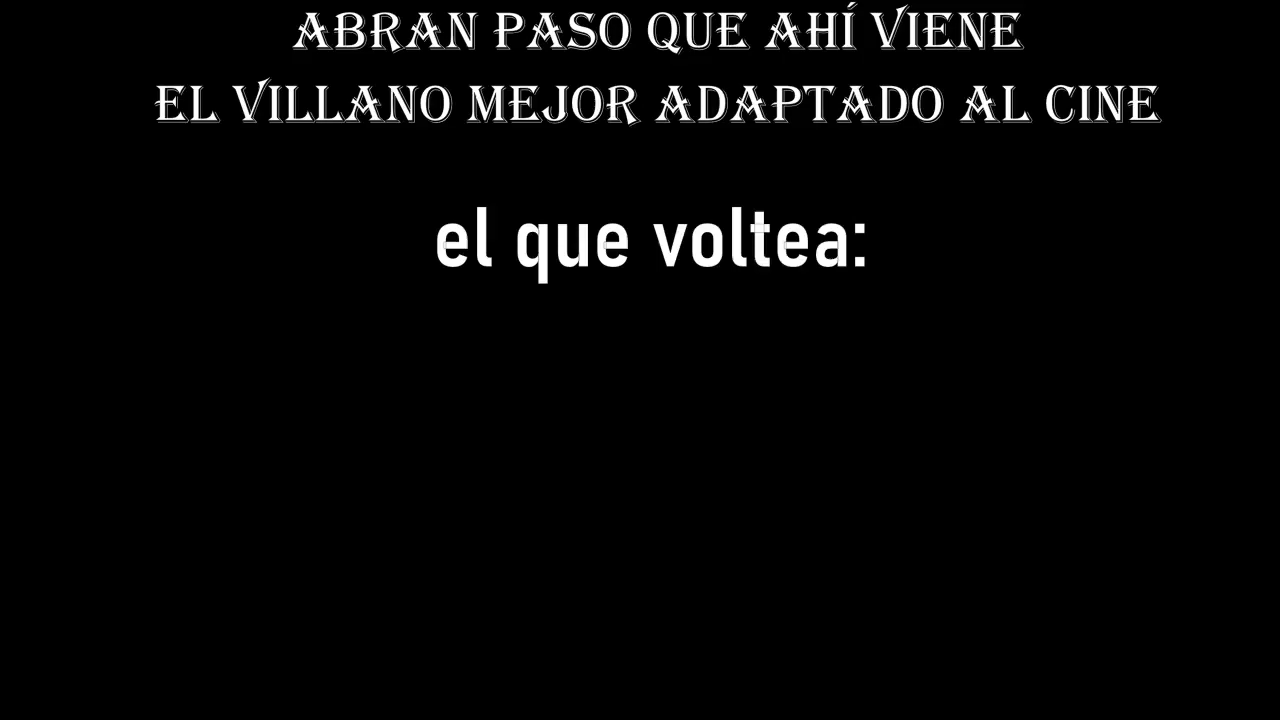 ABRAN PASO QUE AHÍ VIENE
EL VILLANO MEJOR ADAPTADO AL CINE
el que voltea: